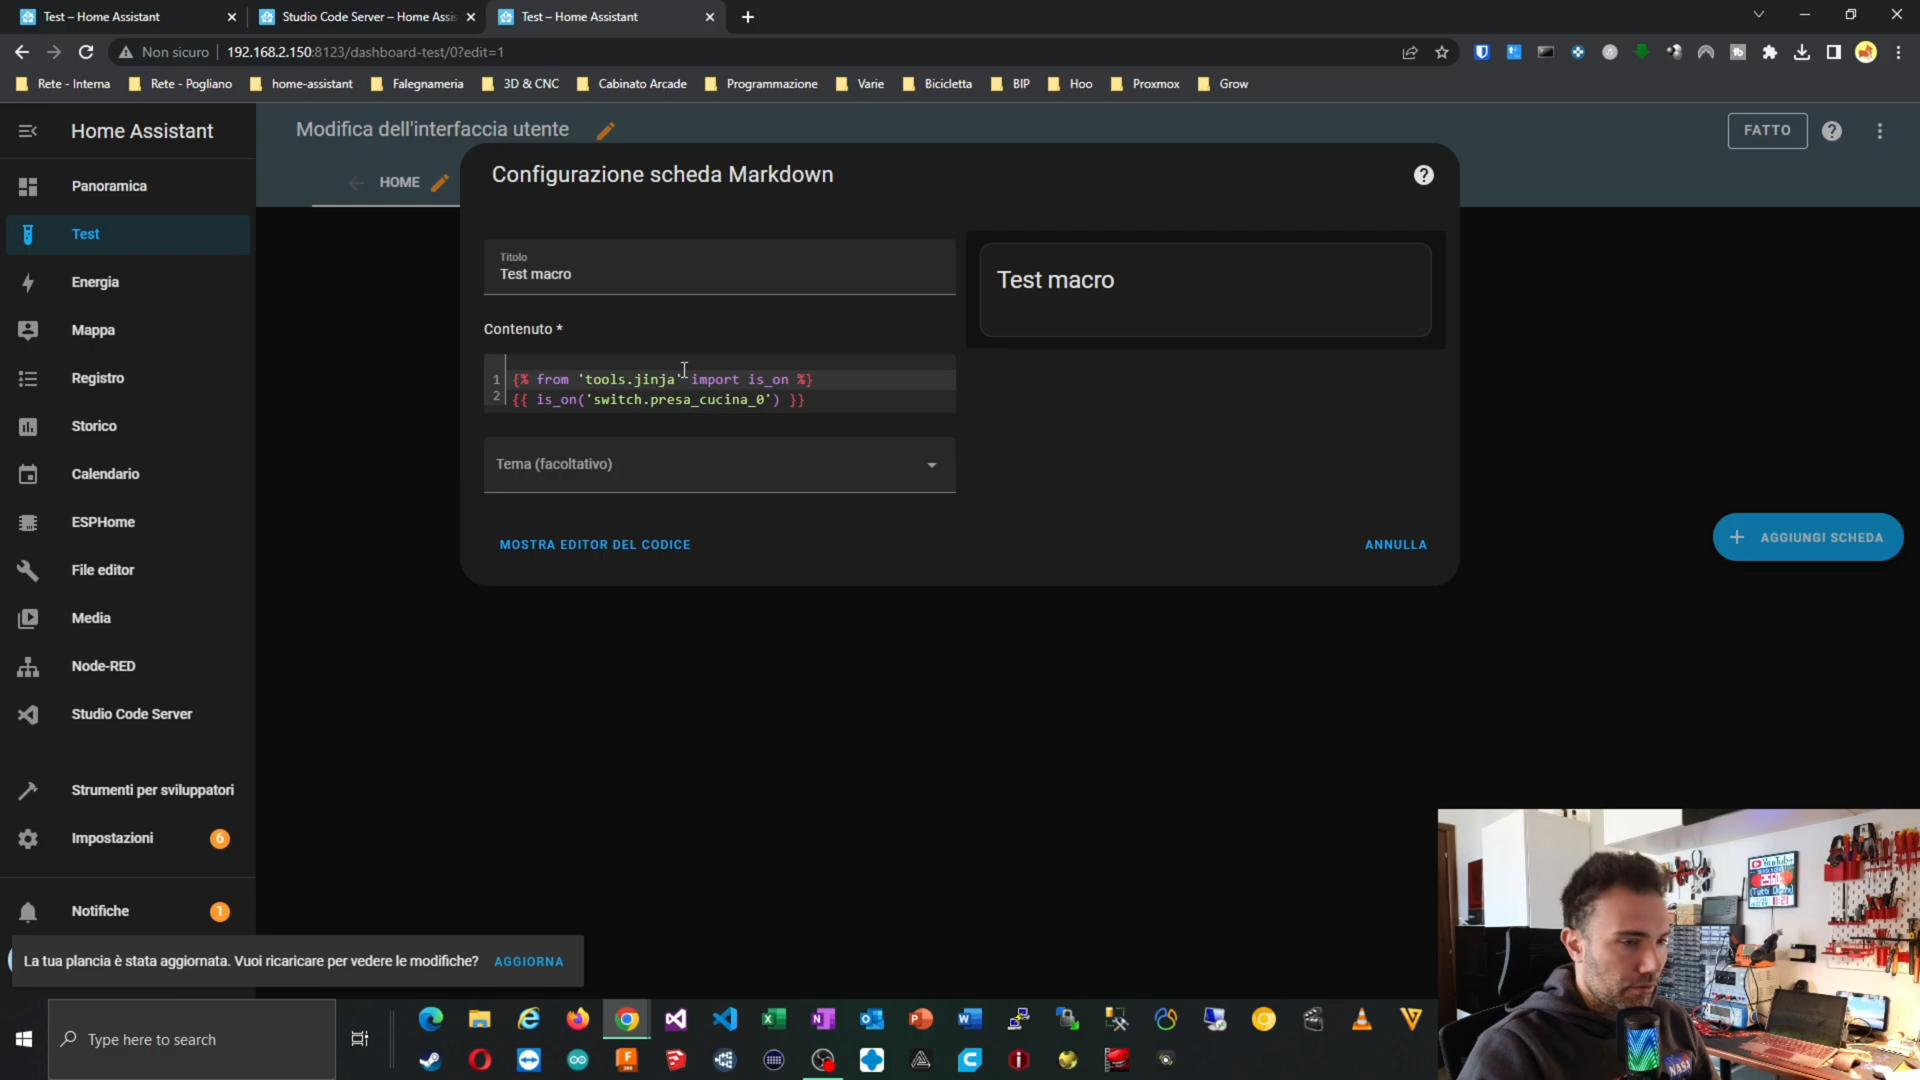 Test – Home Assistant
Studio Code Server – Home Assis
Test – Home Assistant
Non sicuro
192.168.2.150:8123/dashboard-test/0?edit=1
Rete - Interna
Rete - Pogliano
home-assistant
Falegnameria
3D & CNC
Cabinato Arcade
Programmazione
Varie
Bicicletta
BIP
Hoo
Proxmox
Grow
Home Assistant
Modifica dell'interfaccia utente
FATTO
HOME
Panoramica
Test
Energia
Mappa
Registro
Storico
Calendario
ESPHome
File editor
Media
Node-RED
Studio Code Server
Strumenti per sviluppatori
Impostazioni
6
Notifiche
1
Configurazione scheda Markdown
Titolo
Test macro
Contenuto *
1 {% from 'tools.jinja' import is_on %}
2 {{ is_on('switch.presa_cucina_0') }}
Tema (facoltativo)
MOSTRA EDITOR DEL CODICE
ANNULLA
Test macro
AGGIUNGI SCHEDA
La tua plancia è stata aggiornata. Vuoi ricaricare per vedere le modifiche?
AGGIORNA
Type here to search
YouTube
NASA